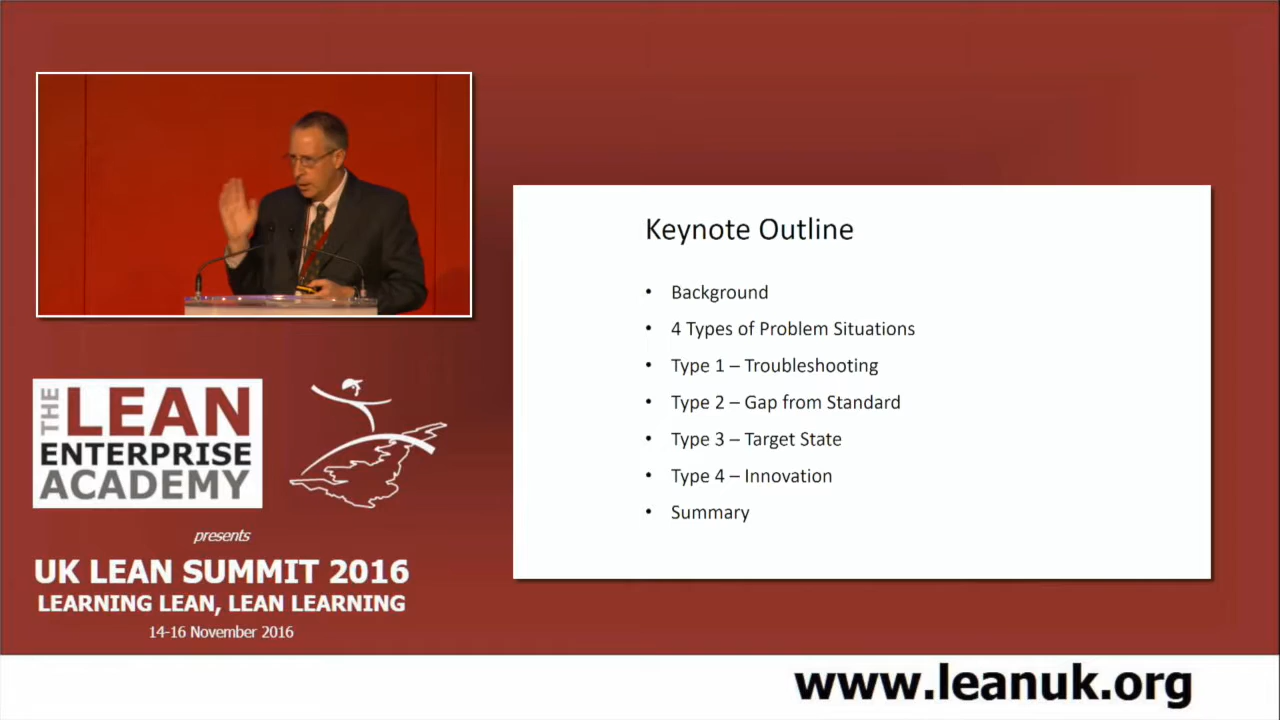 THE
LEAN
ENTERPRISE
ACADEMY
presents
UK LEAN SUMMIT 2016
LEARNING LEAN, LEAN LEARNING
14-16 November 2016
Keynote Outline
• Background
• 4 Types of Problem Situations
• Type 1 – Troubleshooting
• Type 2 – Gap from Standard
• Type 3 – Target State
• Type 4 – Innovation
• Summary
www.leanuk.org